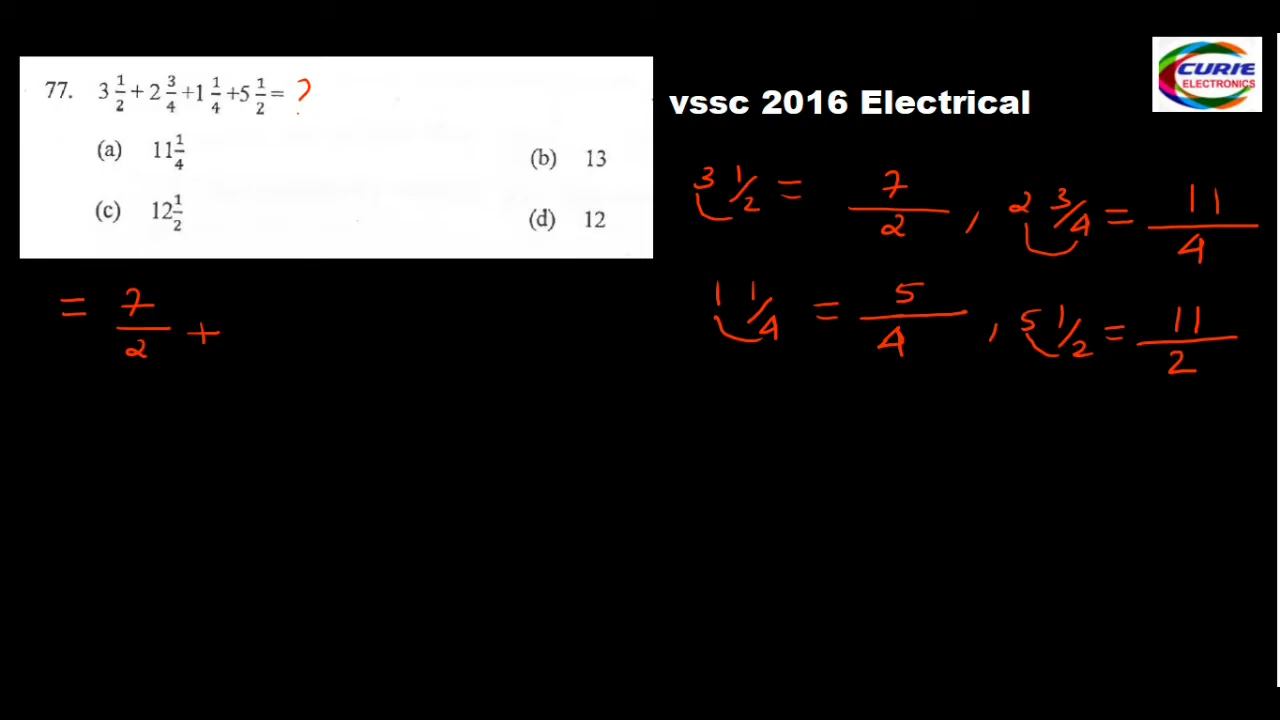 CURIE
ELECTRONICS
vssc 2016 Electrical
77. 3 1/2 + 2 3/4 +1 1/4 +5 1/2 = ?
(a) 11 1/4 (b) 13
(c) 12 1/2 (d) 12
3 1/2 = 7/2 , 2 3/4 = 11/4
1 1/4 = 5/4 , 5 1/2 = 11/2
= 7/2 +